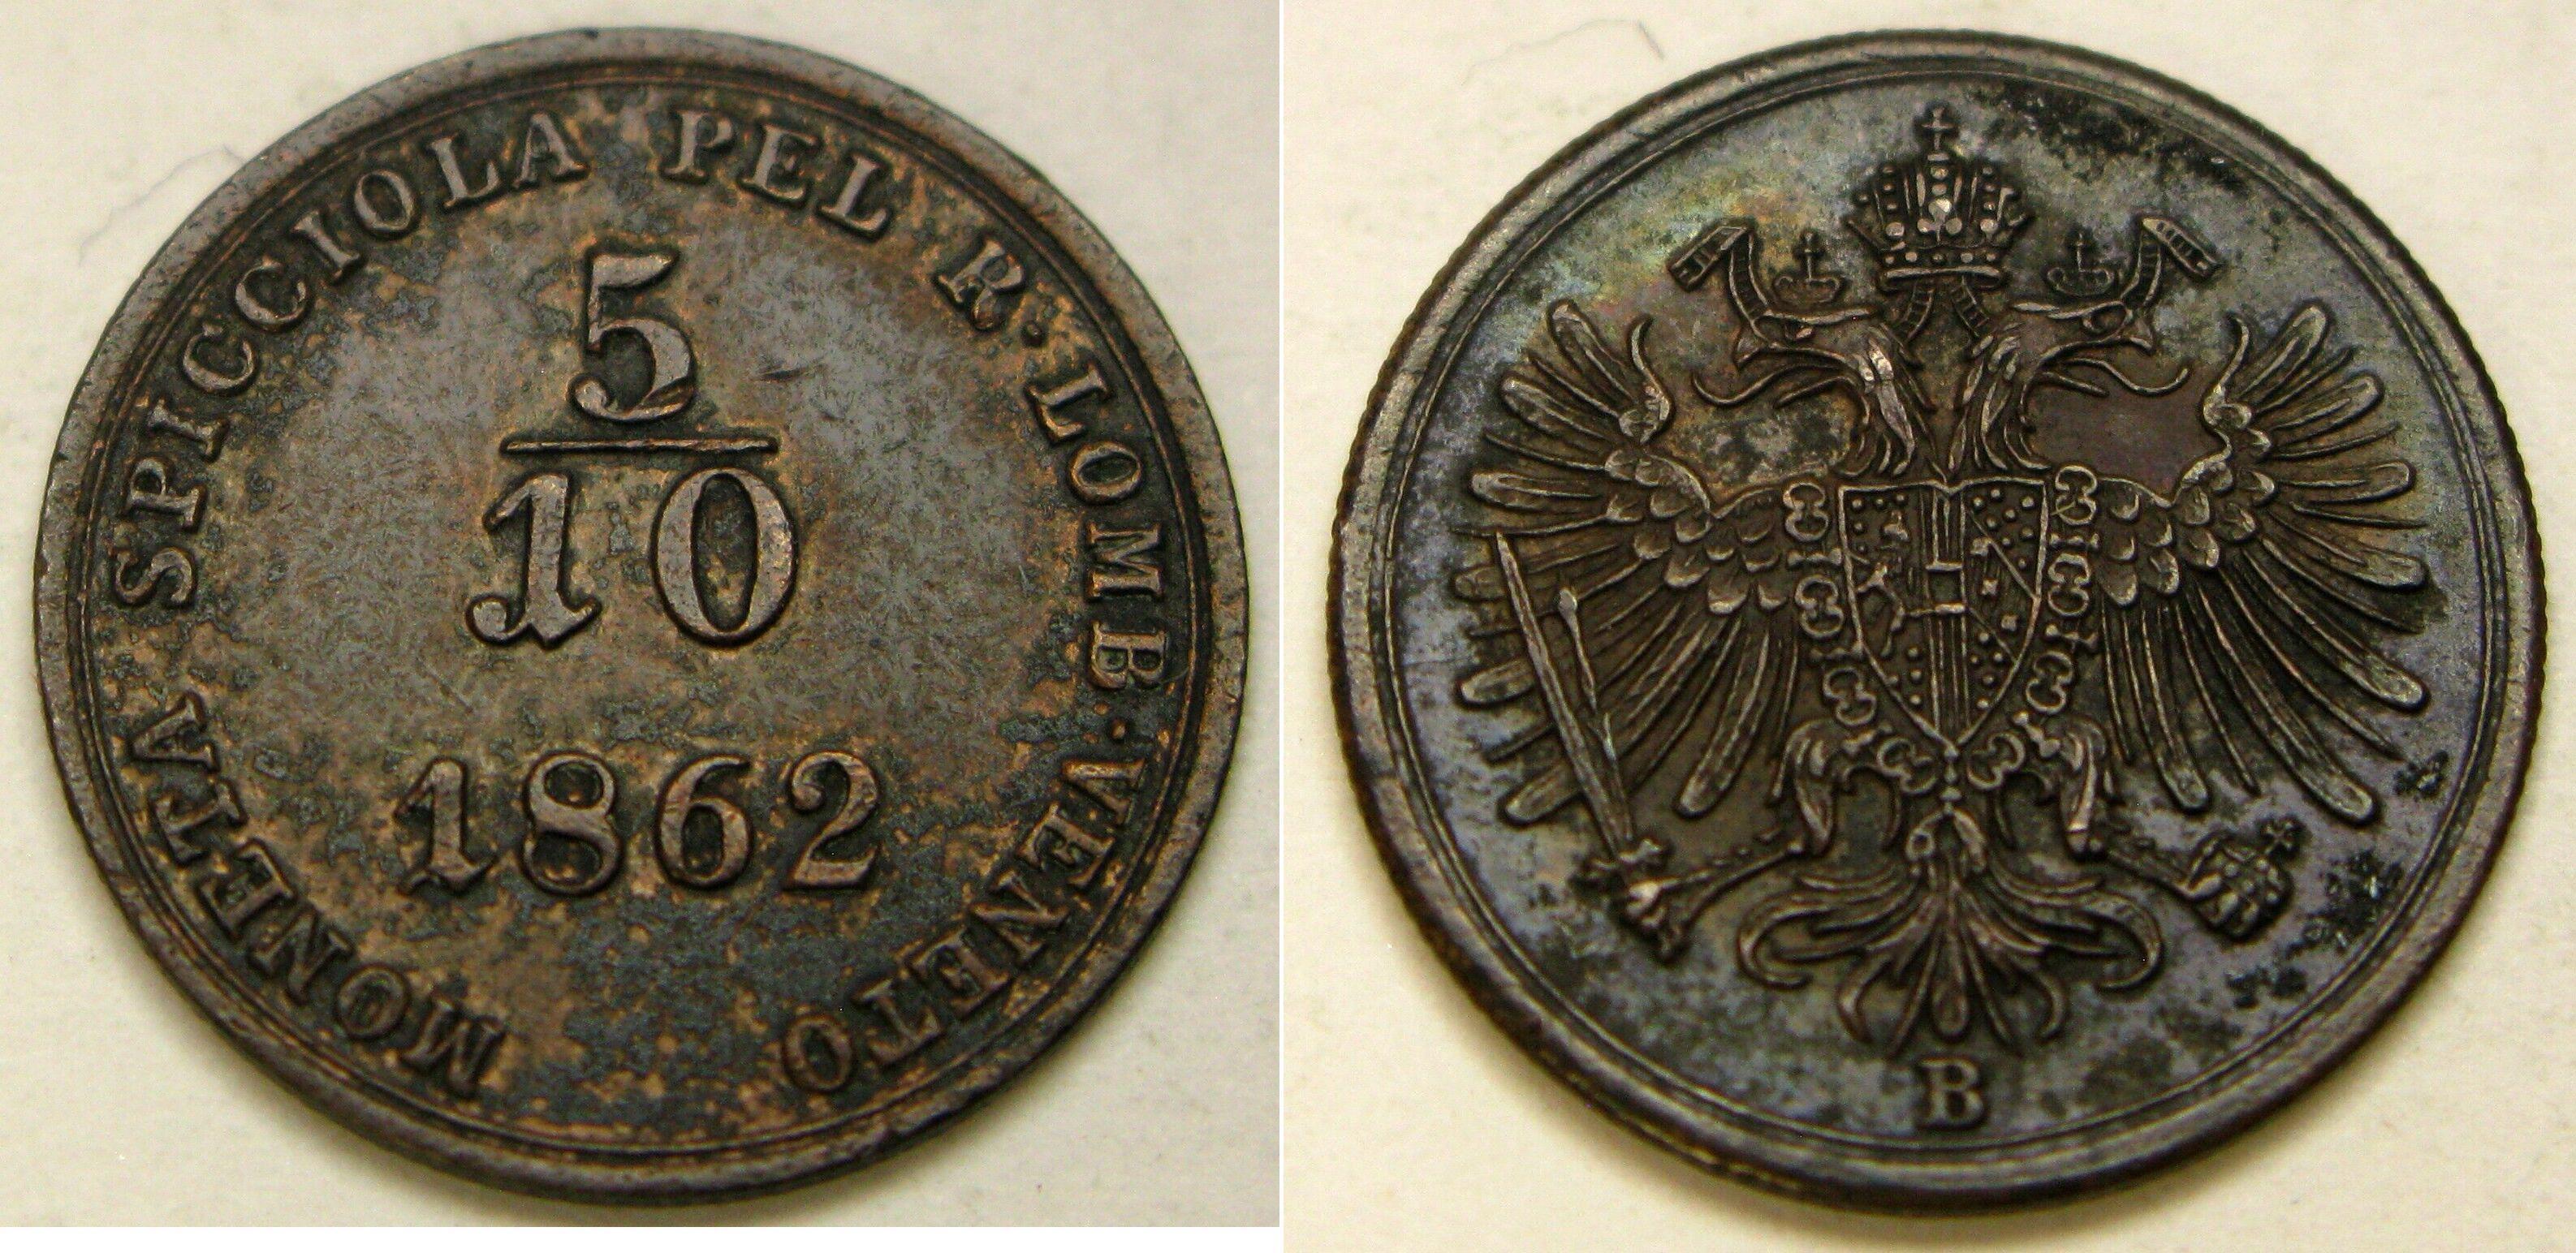 MONETA SPICCIOLA PEL R. LOMB. VENETO
5
10
1862
B